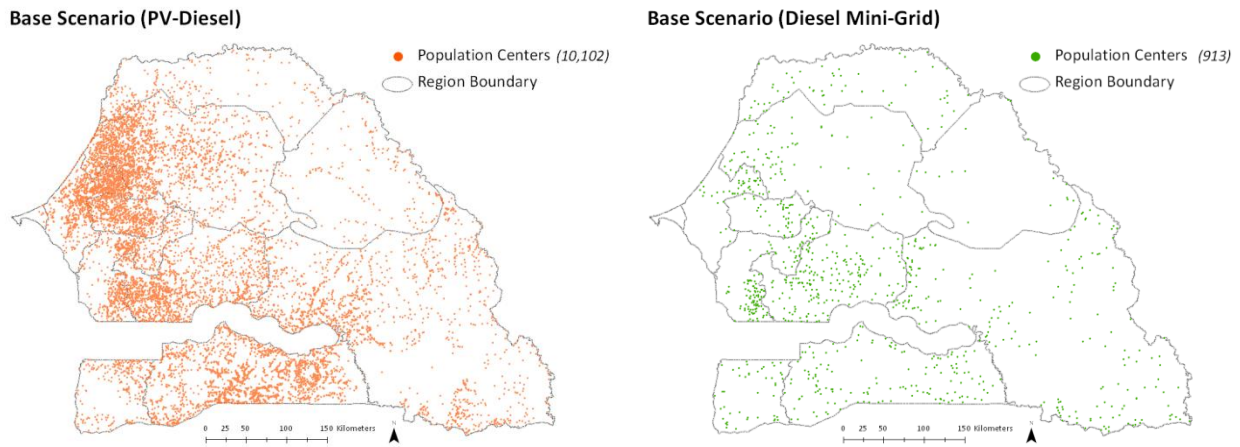 Base Scenario (PV-Diesel)
Population Centers (10,102)
Region Boundary
N
0 25 50 100 150 Kilometers
Base Scenario (Diesel Mini-Grid)
Population Centers (913)
Region Boundary
N
0 25 50 100 150 Kilometers